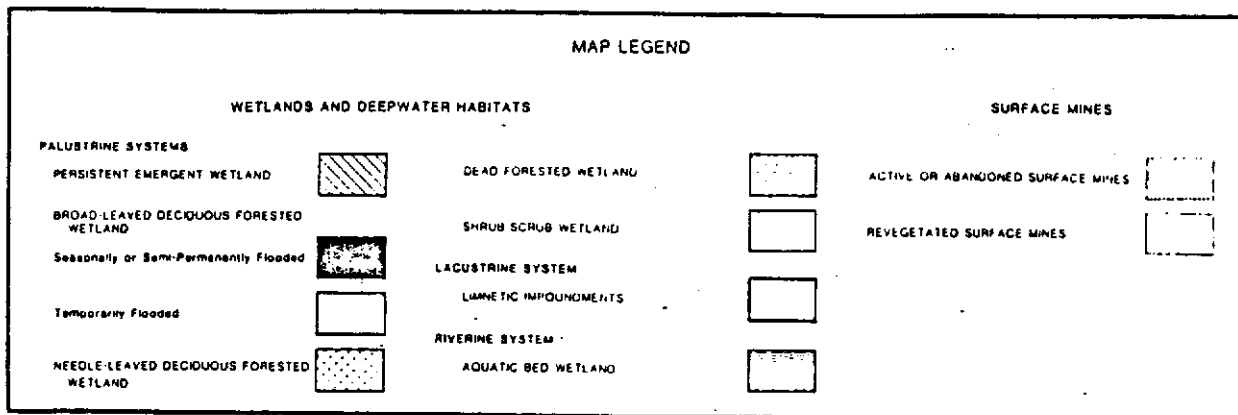 MAP LEGEND
WETLANDS AND DEEPWATER HABITATS
PALUSTRINE SYSTEMS
PERSISTENT EMERGENT WETLAND
BROAD-LEAVED DECIDUOUS FORESTED
WETLAND
Seasonally or Semi-Permanently Flooded
Temporarily Flooded
NEEDLE-LEAVED DECIDUOUS FORESTED
WETLAND
DEAD FORESTED WETLAND
SHRUB SCRUB WETLAND
LACUSTRINE SYSTEM
LIMNETIC IMPOUNDMENTS
RIVERINE SYSTEM
AQUATIC BED WETLAND
SURFACE MINES
ACTIVE OR ABANDONED SURFACE MINES
REVEGETATED SURFACE MINES